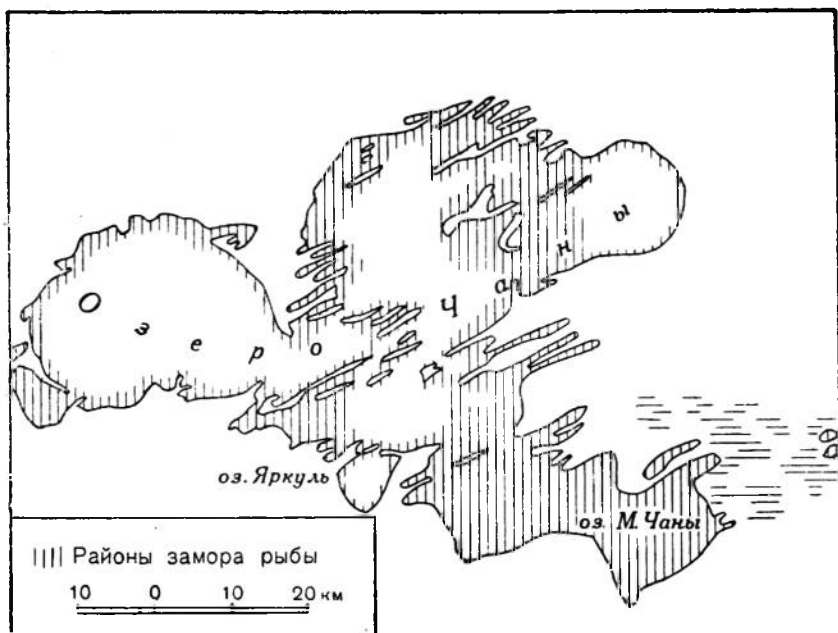 Озеро Чаны
оз. Яркуль
оз. М. Чаны
Районы замора рыбы
10 0 10 20 км